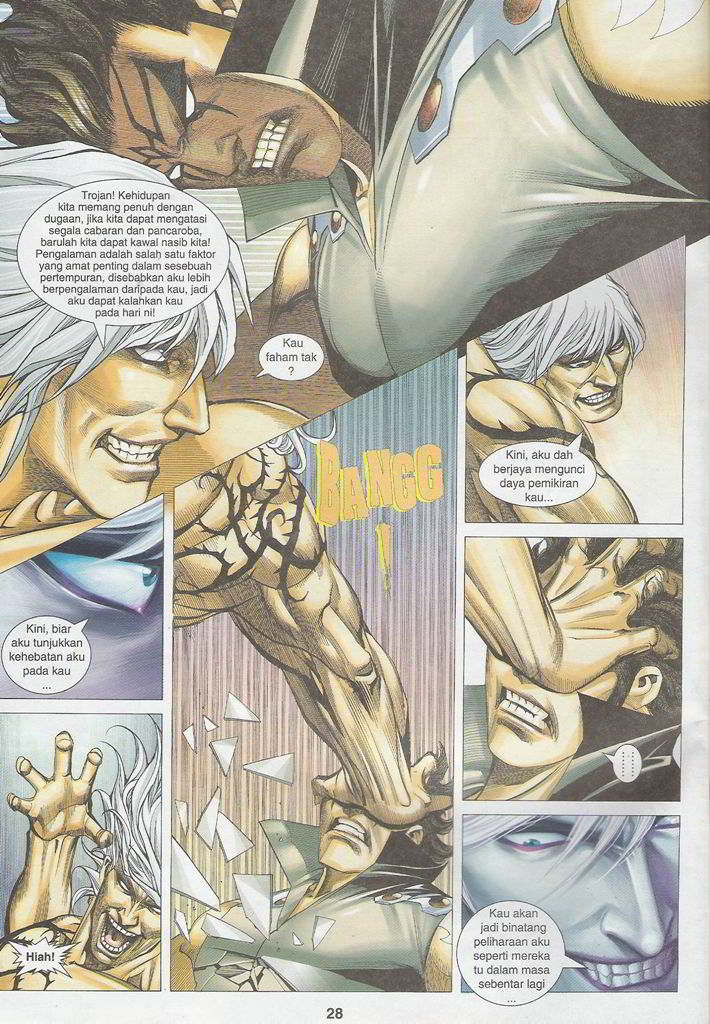 Trojan! Kehidupan
kita memang penuh dengan
dugaan, jika kita dapat mengatasi
segala cabaran dan pancaroba,
barulah kita dapat kawal nasib kita!
Pengalaman adalah salah satu faktor
yang amat penting dalam sesebuah
pertempuran, disebabkan aku lebih
berpengalaman daripada kau, jadi
aku dapat kalahkan kau
pada hari ni!
Kau
faham tak
?
Kini, biar
aku tunjukkan
kehebatan aku
pada kau
...
Hiah!
BANGG
!
Kini, aku dah
berjaya mengunci
daya pemikiran
kau...
Kau akan
jadi binatang
peliharaan aku
seperti mereka
tu dalam masa
sebentar lagi
...
28